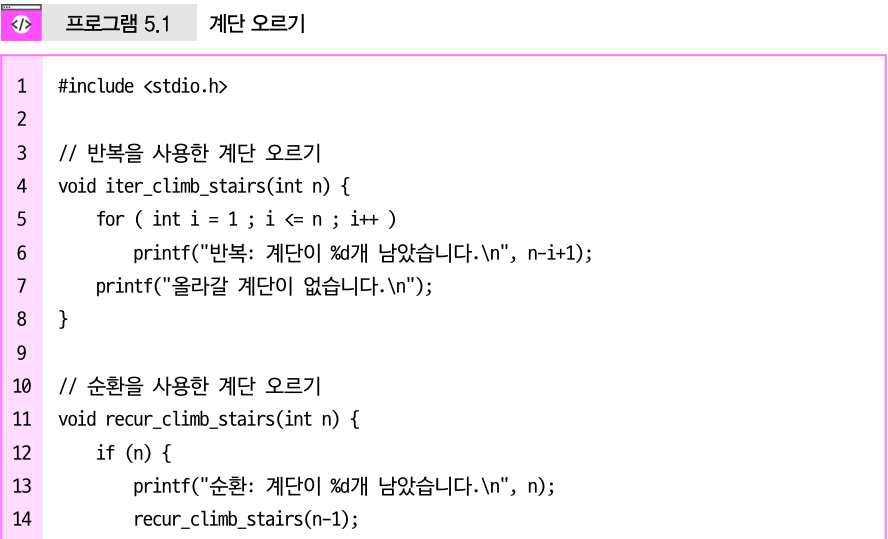 </> 프로그램 5.1 계단 오르기
1 #include <stdio.h>
2
3 // 반복을 사용한 계단 오르기
4 void iter_climb_stairs(int n) {
5     for ( int i = 1 ; i <= n ; i++ )
6         printf("반복: 계단이 %d개 남았습니다.\n", n-i+1);
7     printf("올라갈 계단이 없습니다.\n");
8 }
9
10 // 순환을 사용한 계단 오르기
11 void recur_climb_stairs(int n) {
12     if (n) {
13         printf("순환: 계단이 %d개 남았습니다.\n", n);
14         recur_climb_stairs(n-1);